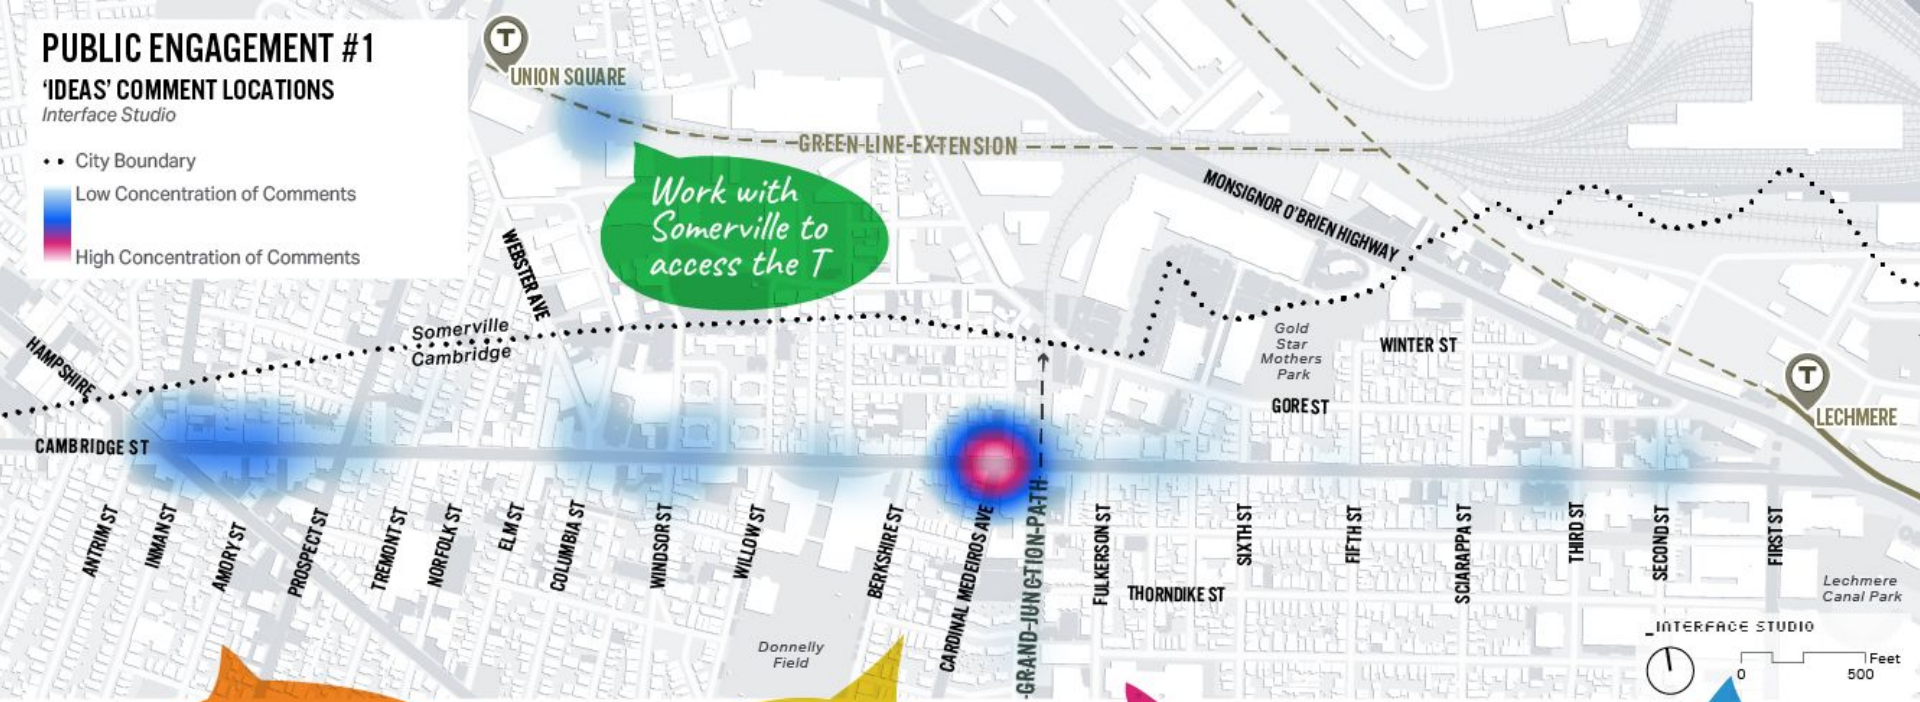 PUBLIC ENGAGEMENT #1
'IDEAS' COMMENT LOCATIONS
Interface Studio
City Boundary
Low Concentration of Comments
High Concentration of Comments
T
UNION SQUARE
GREEN LINE EXTENSION
Work with
Somerville to
access the T
MONSIGNOR O'BRIEN HIGHWAY
WEBSTER AVE
Somerville
Cambridge
HAMPSHIRE
Gold
Star
Mothers
Park
WINTER ST
GORE ST
T
LECHMERE
CAMBRIDGE ST
ANTRIM ST
INMAN ST
AMORY ST
PROSPECT ST
TREMONT ST
NORFOLK ST
ELM ST
COLUMBIA ST
WINDSOR ST
WILLOW ST
BERKSHIRE ST
CARDINAL MEDEIROS AVE
GRAND JUNCTION PATH
FULKERSON ST
THORNDIKE ST
SIXTH ST
FIFTH ST
SCIARAPPA ST
THIRD ST
SECOND ST
FIRST ST
Donnelly
Field
Lechmere
Canal Park
_INTERFACE STUDIO
Feet
0 500